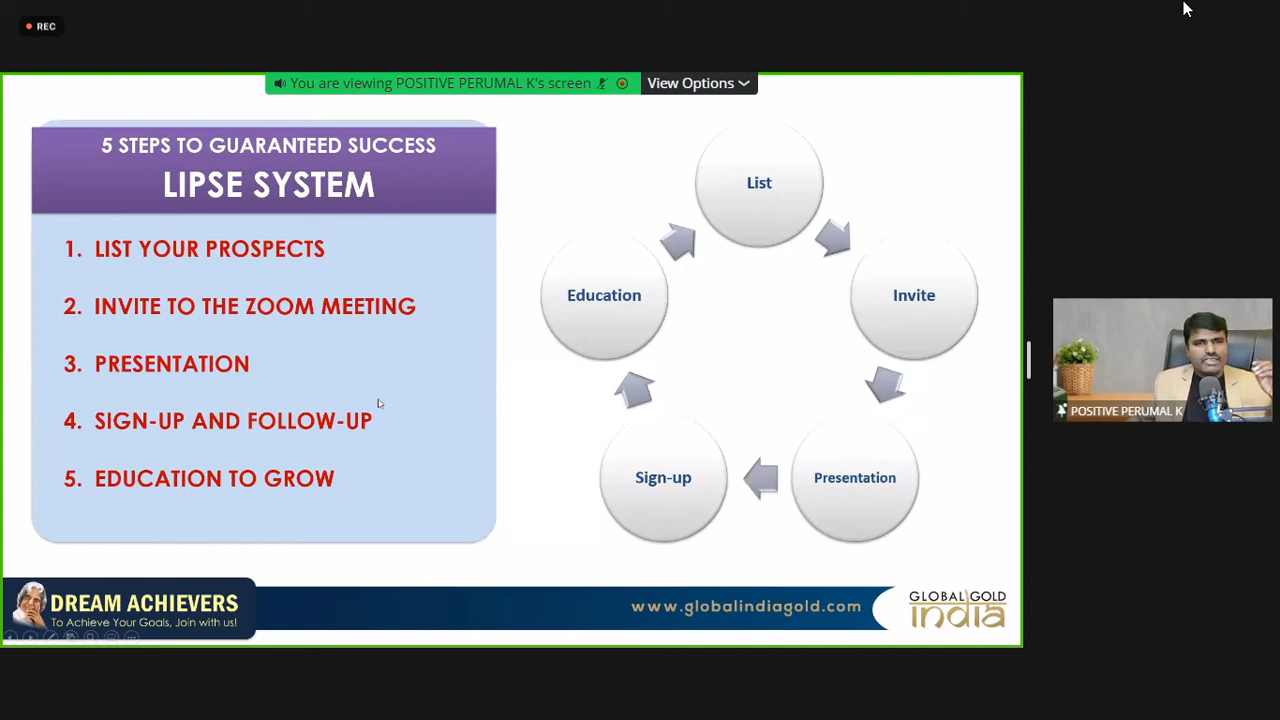 REC
You are viewing POSITIVE PERUMAL K's screen
View Options
5 STEPS TO GUARANTEED SUCCESS
LIPSE SYSTEM
1. LIST YOUR PROSPECTS
2. INVITE TO THE ZOOM MEETING
3. PRESENTATION
4. SIGN-UP AND FOLLOW-UP
5. EDUCATION TO GROW
List
Invite
Presentation
Sign-up
Education
POSITIVE PERUMAL K
DREAM ACHIEVERS
To Achieve Your Goals, Join with us!
www.globalindiagold.com
GLOBAL GOLD
india